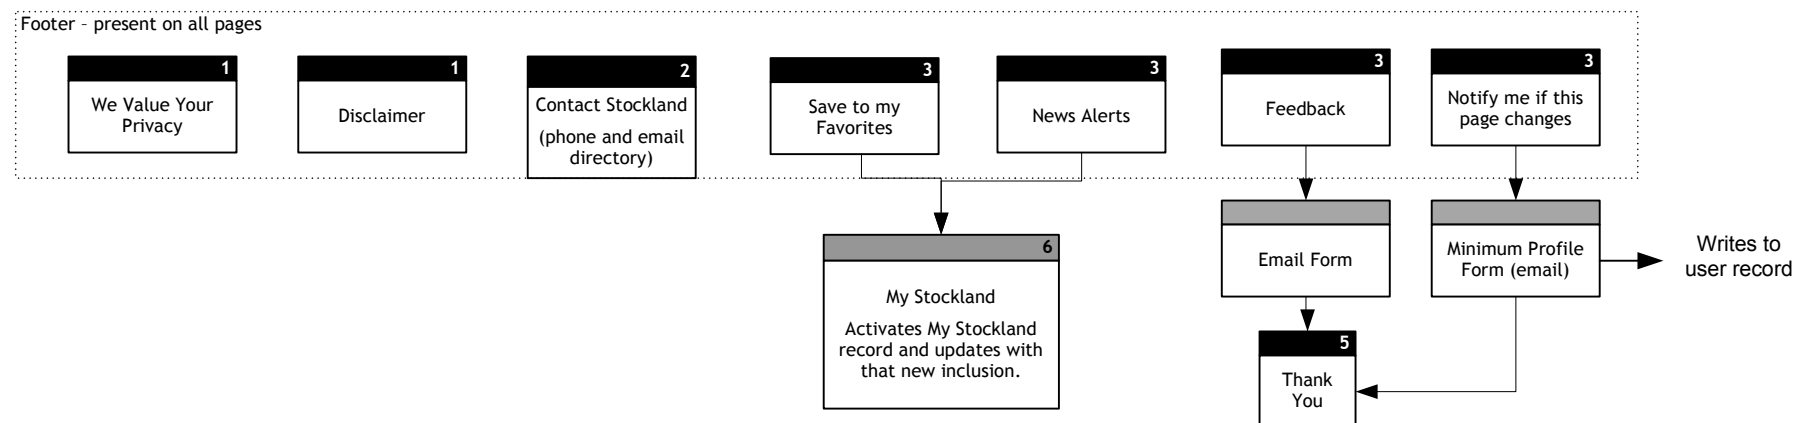 Footer – present on all pages
1
We Value Your
Privacy
1
Disclaimer
2
Contact Stockland
(phone and email
directory)
3
Save to my
Favorites
3
News Alerts
3
Feedback
3
Notify me if this
page changes
6
My Stockland
Activates My Stockland
record and updates with
that new inclusion.
Email Form
Minimum Profile
Form (email)
Writes to
user record
5
Thank
You